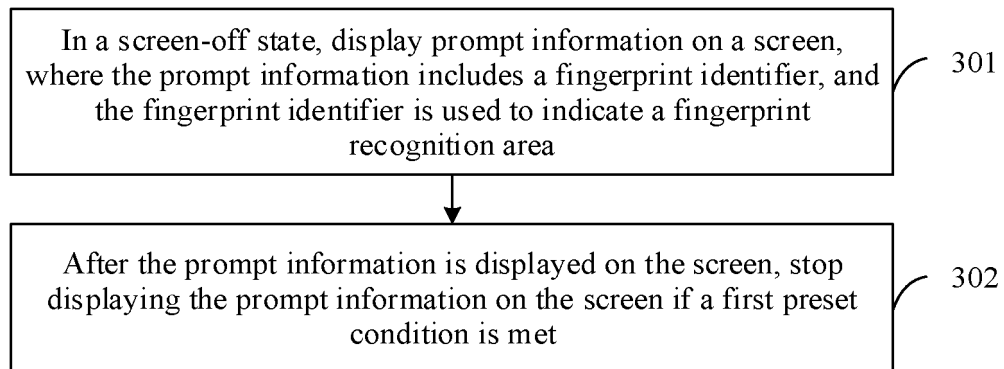 In a screen-off state, display prompt information on a screen,
where the prompt information includes a fingerprint identifier, and
the fingerprint identifier is used to indicate a fingerprint
recognition area
301
After the prompt information is displayed on the screen, stop
displaying the prompt information on the screen if a first preset
condition is met
302